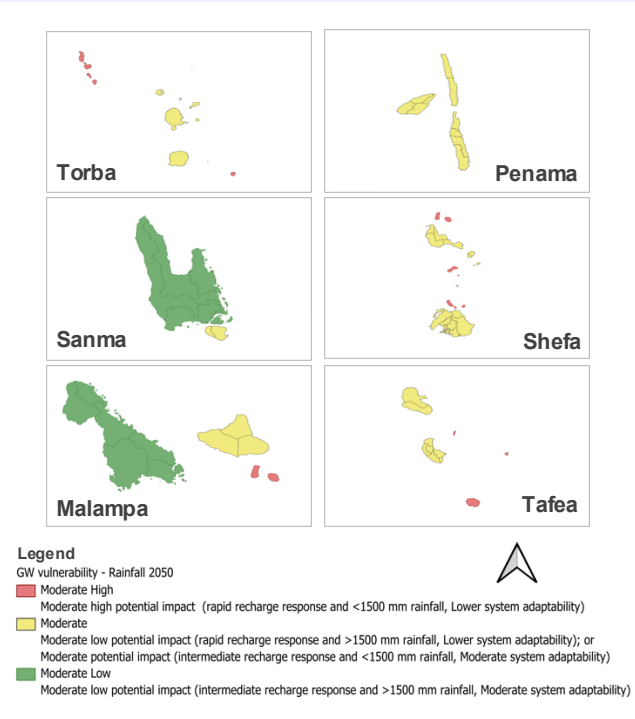 Torba
Penama
Sanma
Shefa
Malampa
Tafea
Legend
GW vulnerability - Rainfall 2050
Moderate High
Moderate high potential impact (rapid recharge response and <1500 mm rainfall, Lower system adaptability)
Moderate
Moderate low potential impact (rapid recharge response and >1500 mm rainfall, Lower system adaptability); or
Moderate potential impact (intermediate recharge response and <1500 mm rainfall, Moderate system adaptability)
Moderate Low
Moderate low potential impact (intermediate recharge response and >1500 mm rainfall, Moderate system adaptability)